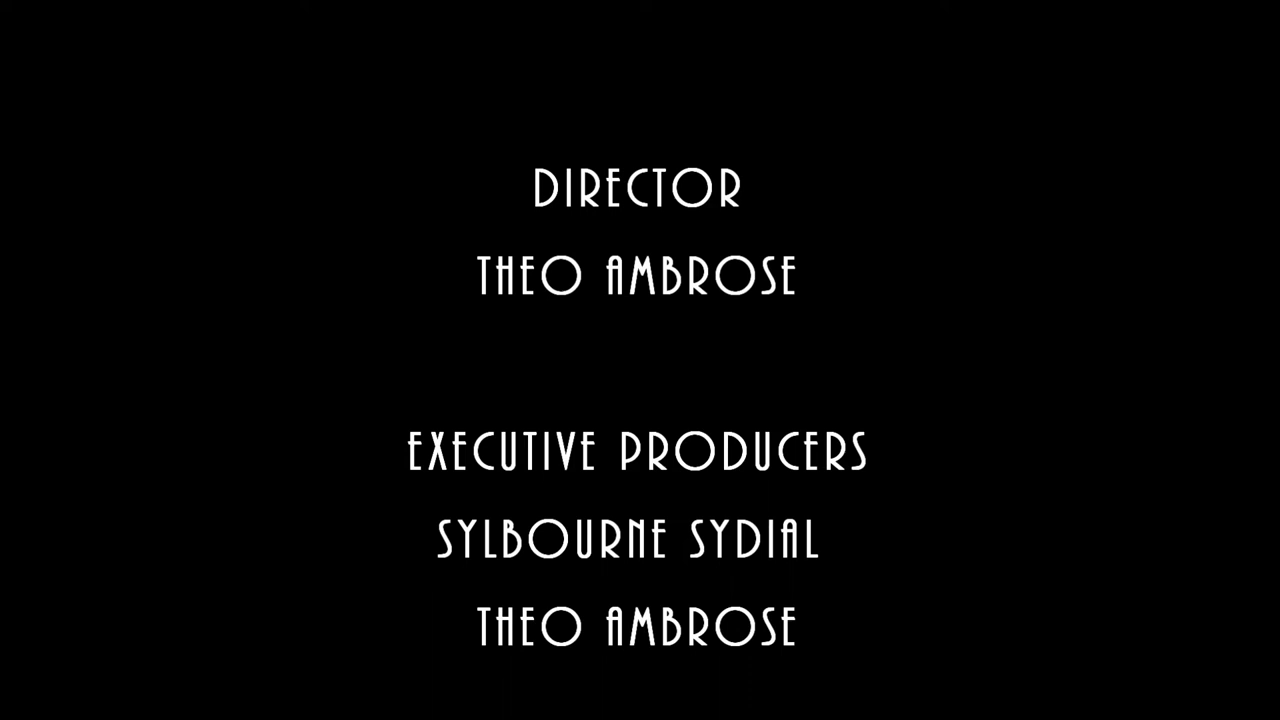 DIRECTOR
THEO AMBROSE
EXECUTIVE PRODUCERS
SYLBOURNE SYDIAL
THEO AMBROSE